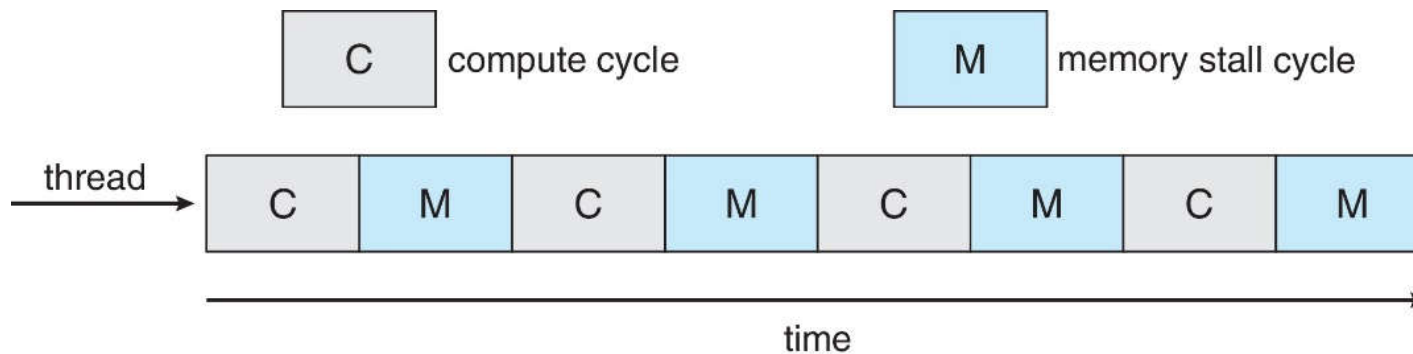 C compute cycle M memory stall cycle
thread
C M C M C M C M
time